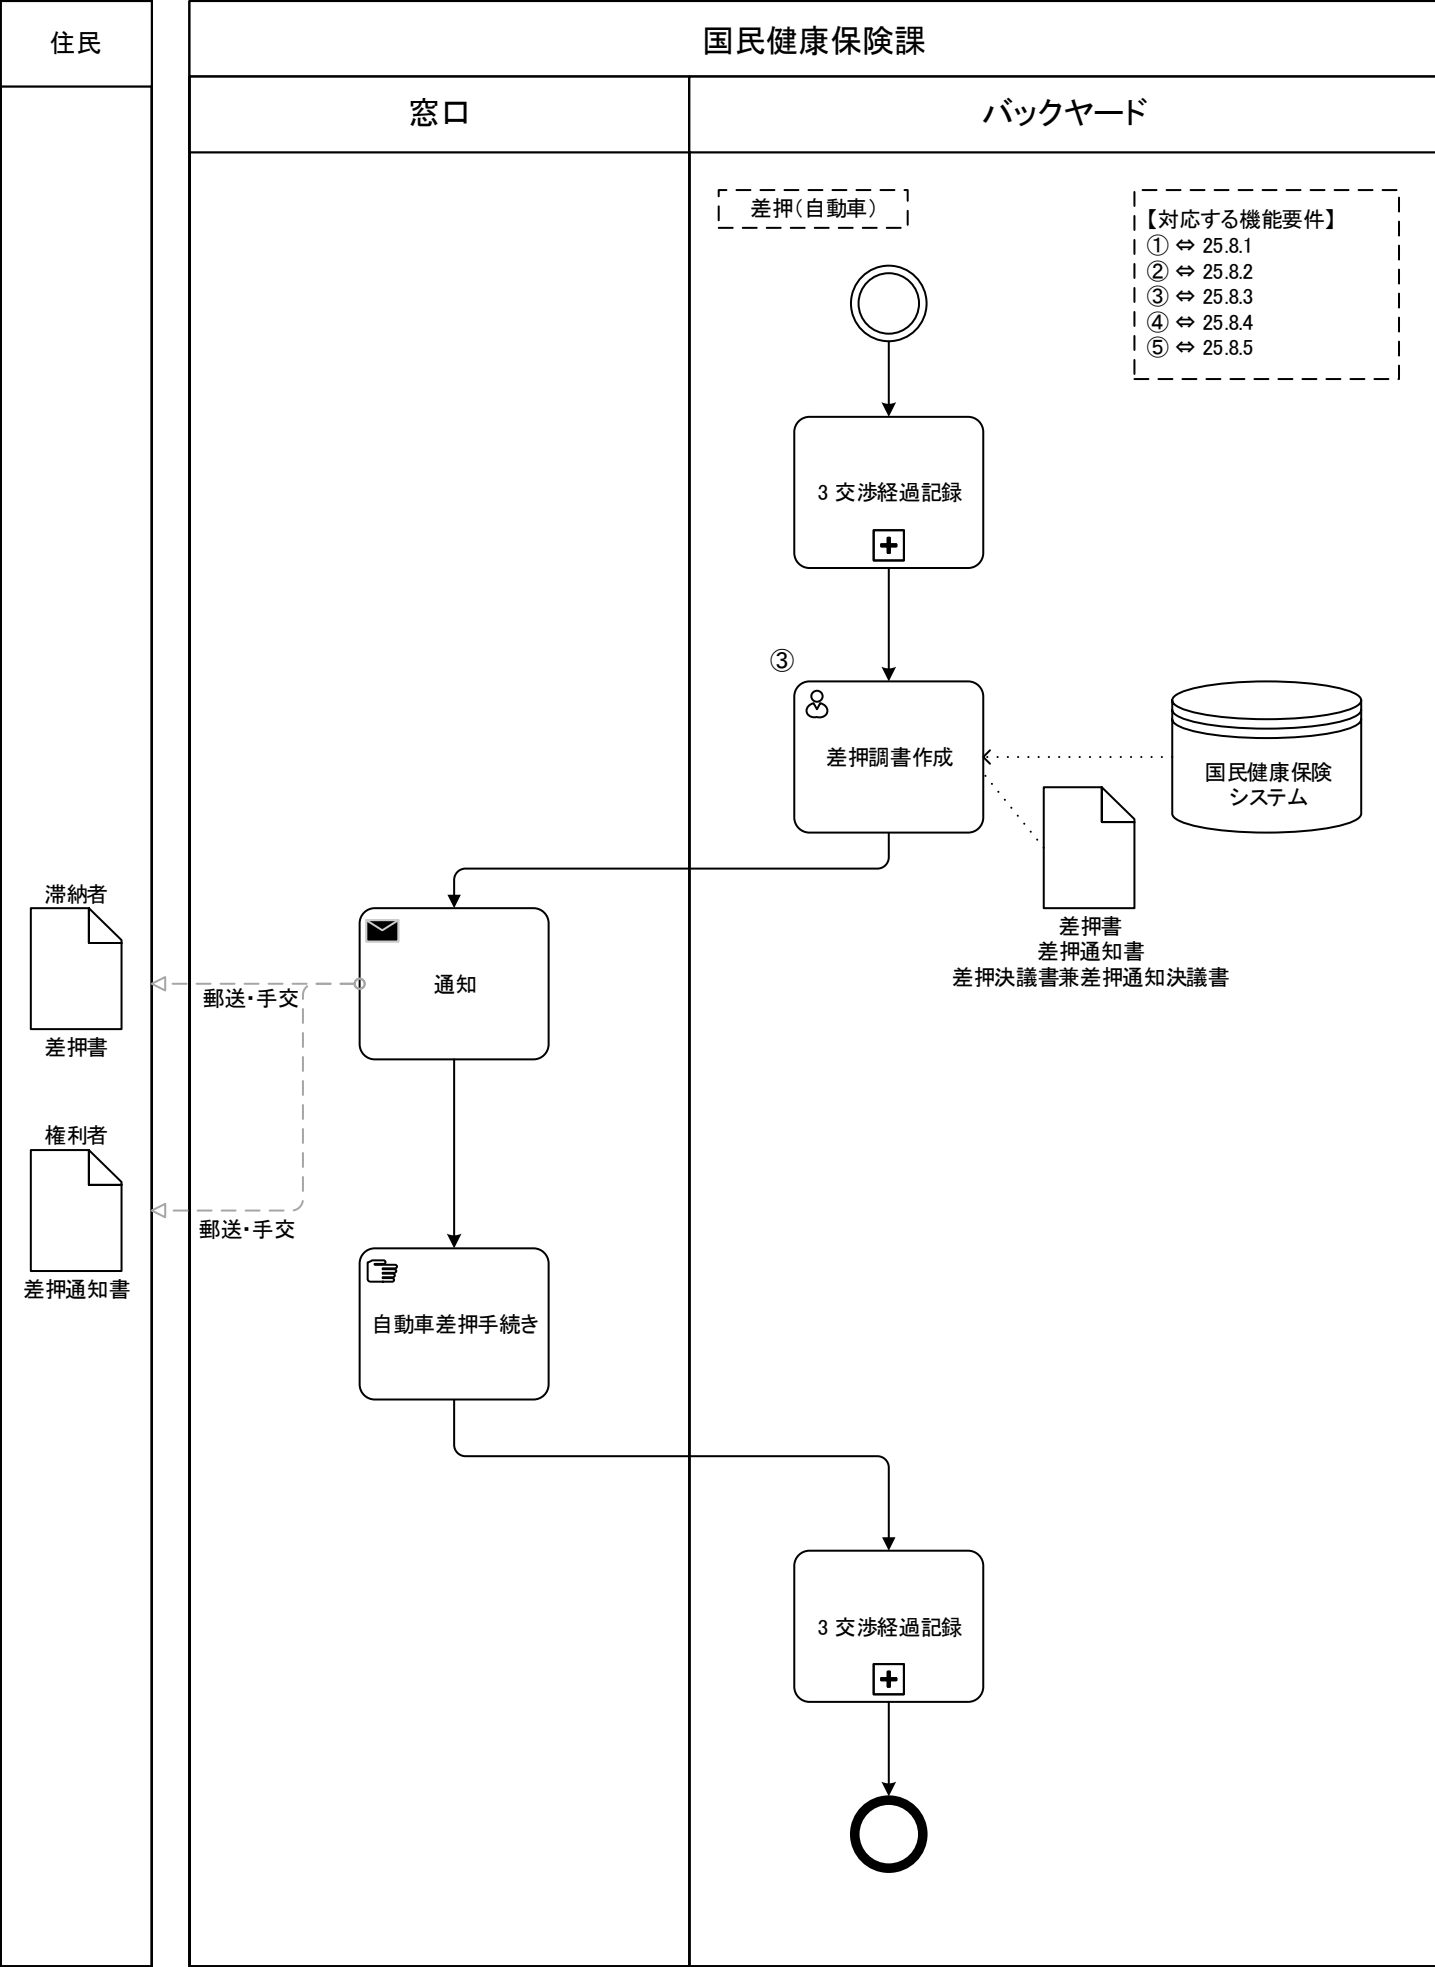 住民
国民健康保険課
窓口
バックヤード
差押（自動車）
【対応する機能要件】
① ⇔ 25.8.1
② ⇔ 25.8.2
③ ⇔ 25.8.3
④ ⇔ 25.8.4
⑤ ⇔ 25.8.5
3 交渉経過記録
③
差押調書作成
国民健康保険
システム
差押書
差押通知書
差押決議書兼差押通知決議書
滞納者
差押書
通知
郵送・手交
権利者
差押通知書
郵送・手交
自動車差押手続き
3 交渉経過記録